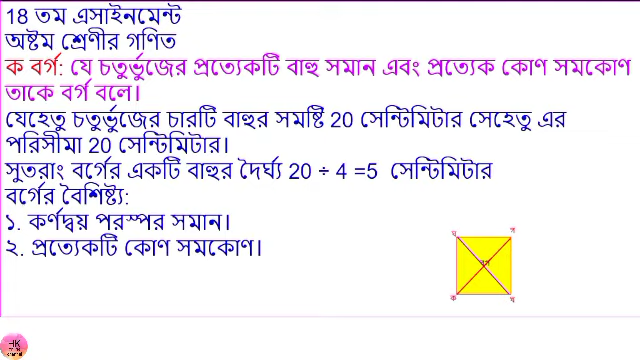 18 তম এসাইনমেন্ট
অষ্টম শ্রেণীর গণিত
ক বর্গ: যে চতুর্ভুজের প্রত্যেকটি বাহু সমান এবং প্রত্যেক কোণ সমকোণ
তাকে বর্গ বলে।
যেহেতু চতুর্ভুজের চারটি বাহুর সমষ্টি 20 সেন্টিমিটার সেহেতু এর
পরিসীমা 20 সেন্টিমিটার।
সুতরাং বর্গের একটি বাহুর দৈর্ঘ্য 20 ÷ 4 =5 সেন্টিমিটার
বর্গের বৈশিষ্ট্য:
১. কর্ণদ্বয় পরস্পর সমান।
২. প্রত্যেকটি কোণ সমকোণ।
ঘ গ
ক খ
HK